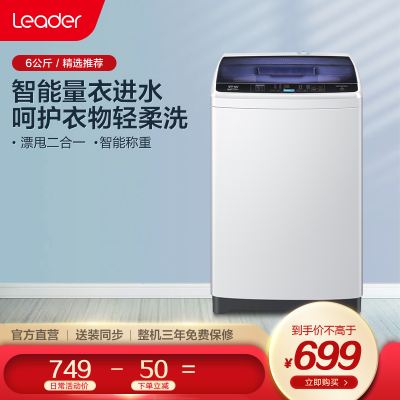 Leader
6公斤 / 精选推荐
智能量衣进水
呵护衣物轻柔洗
·漂甩二合一 ·智能称重
官方直营 | 送装同步 | 整机三年免费保修
749 - 50 =
日常活动价 下单立减
到手价不高于
¥699
立即购买